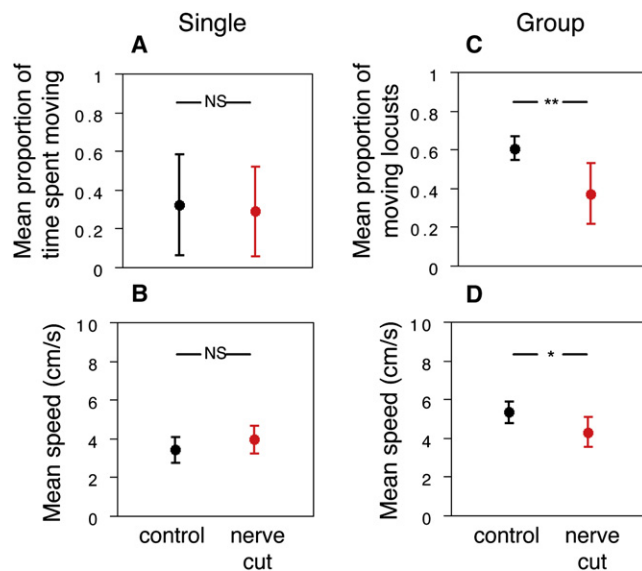 Single
Group
A
Mean proportion of
time spent moving
1
0.8
0.6
0.4
0.2
0
NS
C
Mean proportion of
moving locusts
1
0.8
0.6
0.4
0.2
0
**
B
Mean speed (cm/s)
10
8
6
4
2
0
NS
control
nerve
cut
D
Mean speed (cm/s)
10
8
6
4
2
0
*
control
nerve
cut